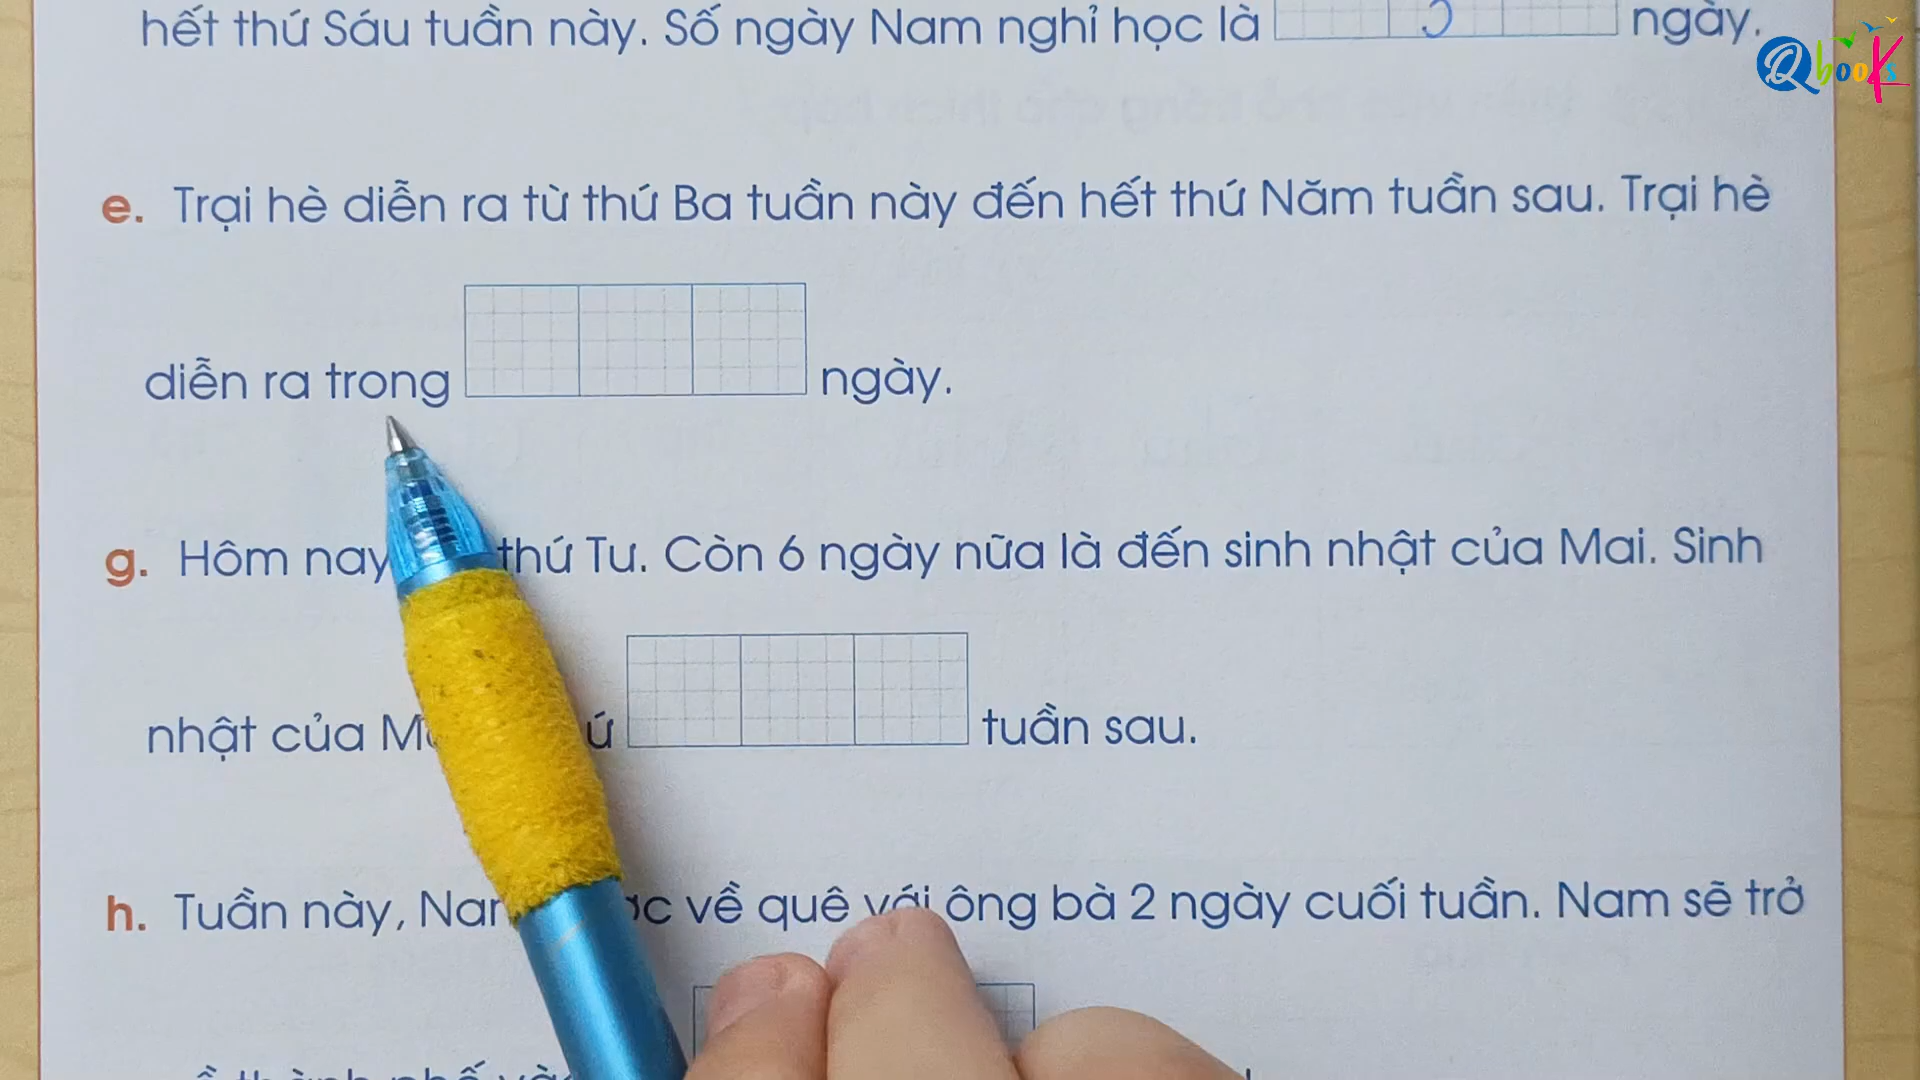 hết thứ Sáu tuần này. Số ngày Nam nghỉ học là ngày.
Qbooks
e. Trại hè diễn ra từ thứ Ba tuần này đến hết thứ Năm tuần sau. Trại hè
diễn ra trong ngày.
g. Hôm nay thứ Tư. Còn 6 ngày nữa là đến sinh nhật của Mai. Sinh
nhật của tuần sau.
h. Tuần này, về quê với ông bà 2 ngày cuối tuần. Nam sẽ trở